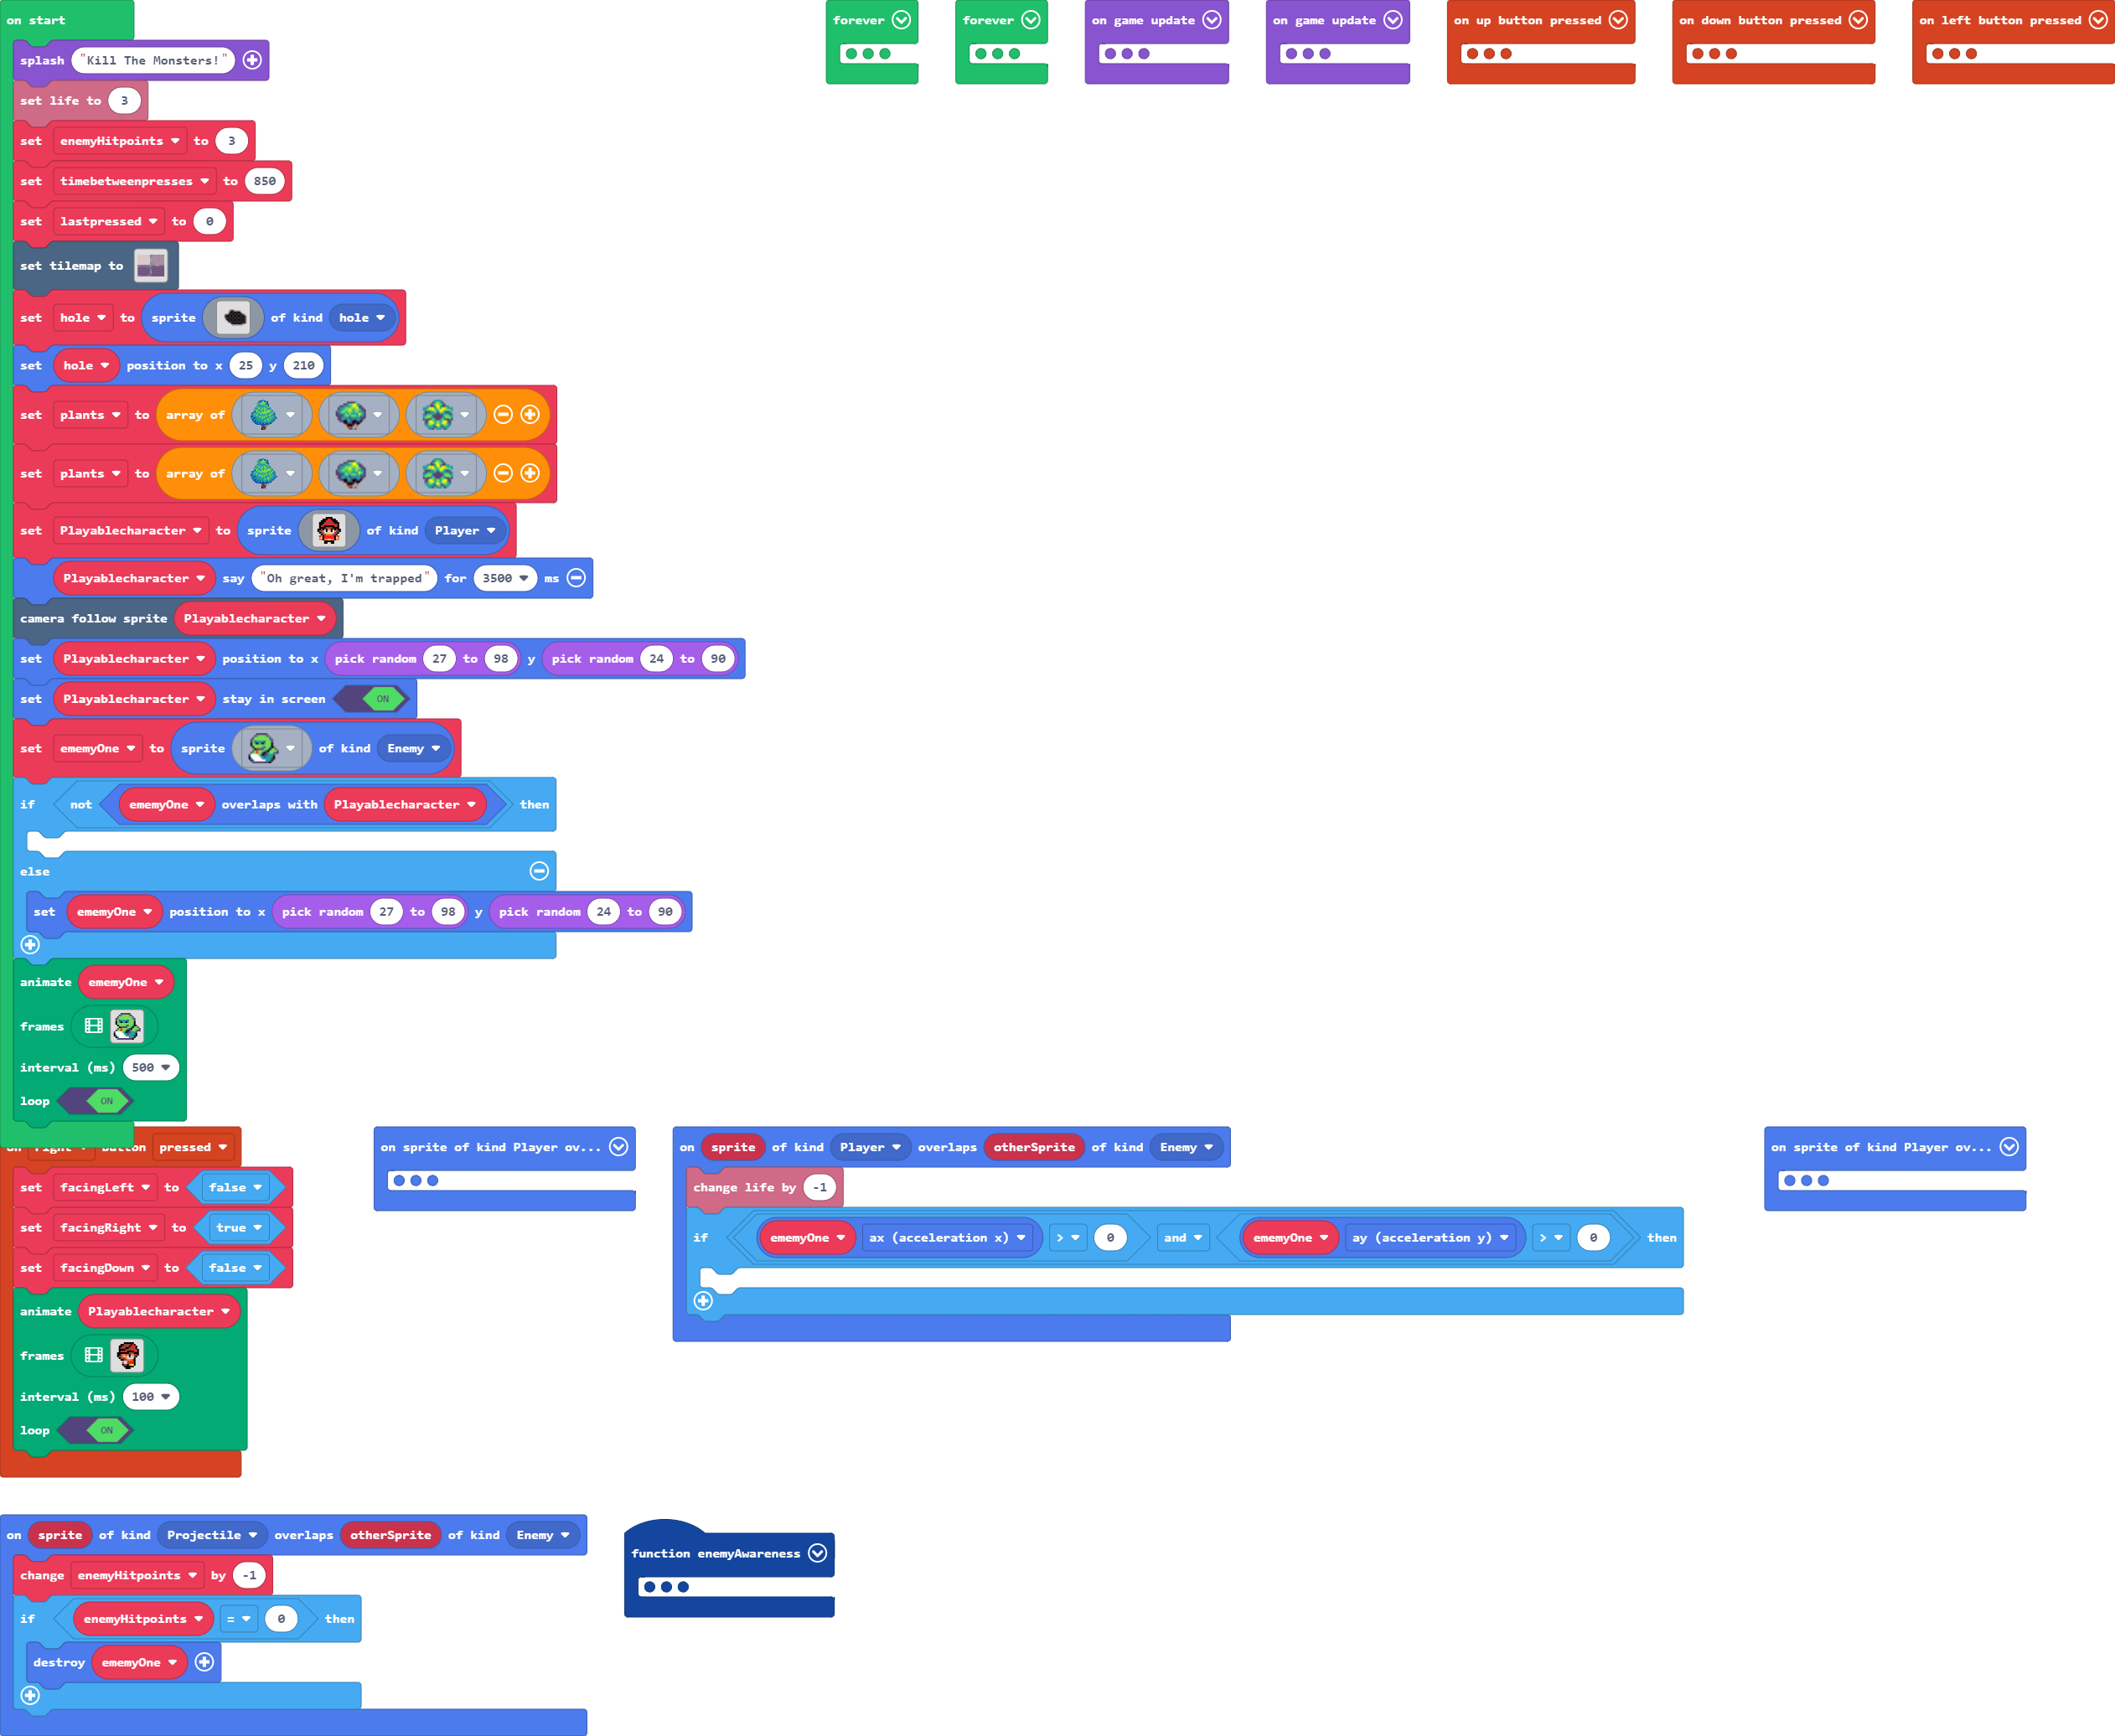 on start
splash "Kill The Monsters!"
set life to 3
set enemyHitpoints to 3
set timebetweenpresses to 850
set lastpressed to 0
set tilemap to
set hole to sprite of kind hole
set hole position to x 25 y 210
set plants to array of
set plants to array of
set Playablecharacter to sprite of kind Player
Playablecharacter say "Oh great, I'm trapped" for 3500 ms
camera follow sprite Playablecharacter
set Playablecharacter position to x pick random 27 to 98 y pick random 24 to 90
set Playablecharacter stay in screen ON
set ememyOne to sprite of kind Enemy
if not ememyOne overlaps with Playablecharacter then
else
set ememyOne position to x pick random 27 to 98 y pick random 24 to 90
animate ememyOne
frames
interval (ms) 500
loop ON
forever
forever
on game update
on game update
on up button pressed
on down button pressed
on left button pressed
on right button pressed
set facingLeft to false
set facingRight to true
set facingDown to false
animate Playablecharacter
frames
interval (ms) 100
loop ON
on sprite of kind Player ov...
on sprite of kind Player overlaps otherSprite of kind Enemy
change life by -1
if ememyOne ax (acceleration x) > 0 and ememyOne ay (acceleration y) > 0 then
on sprite of kind Player ov...
on sprite of kind Projectile overlaps otherSprite of kind Enemy
change enemyHitpoints by -1
if enemyHitpoints = 0 then
destroy ememyOne
function enemyAwareness